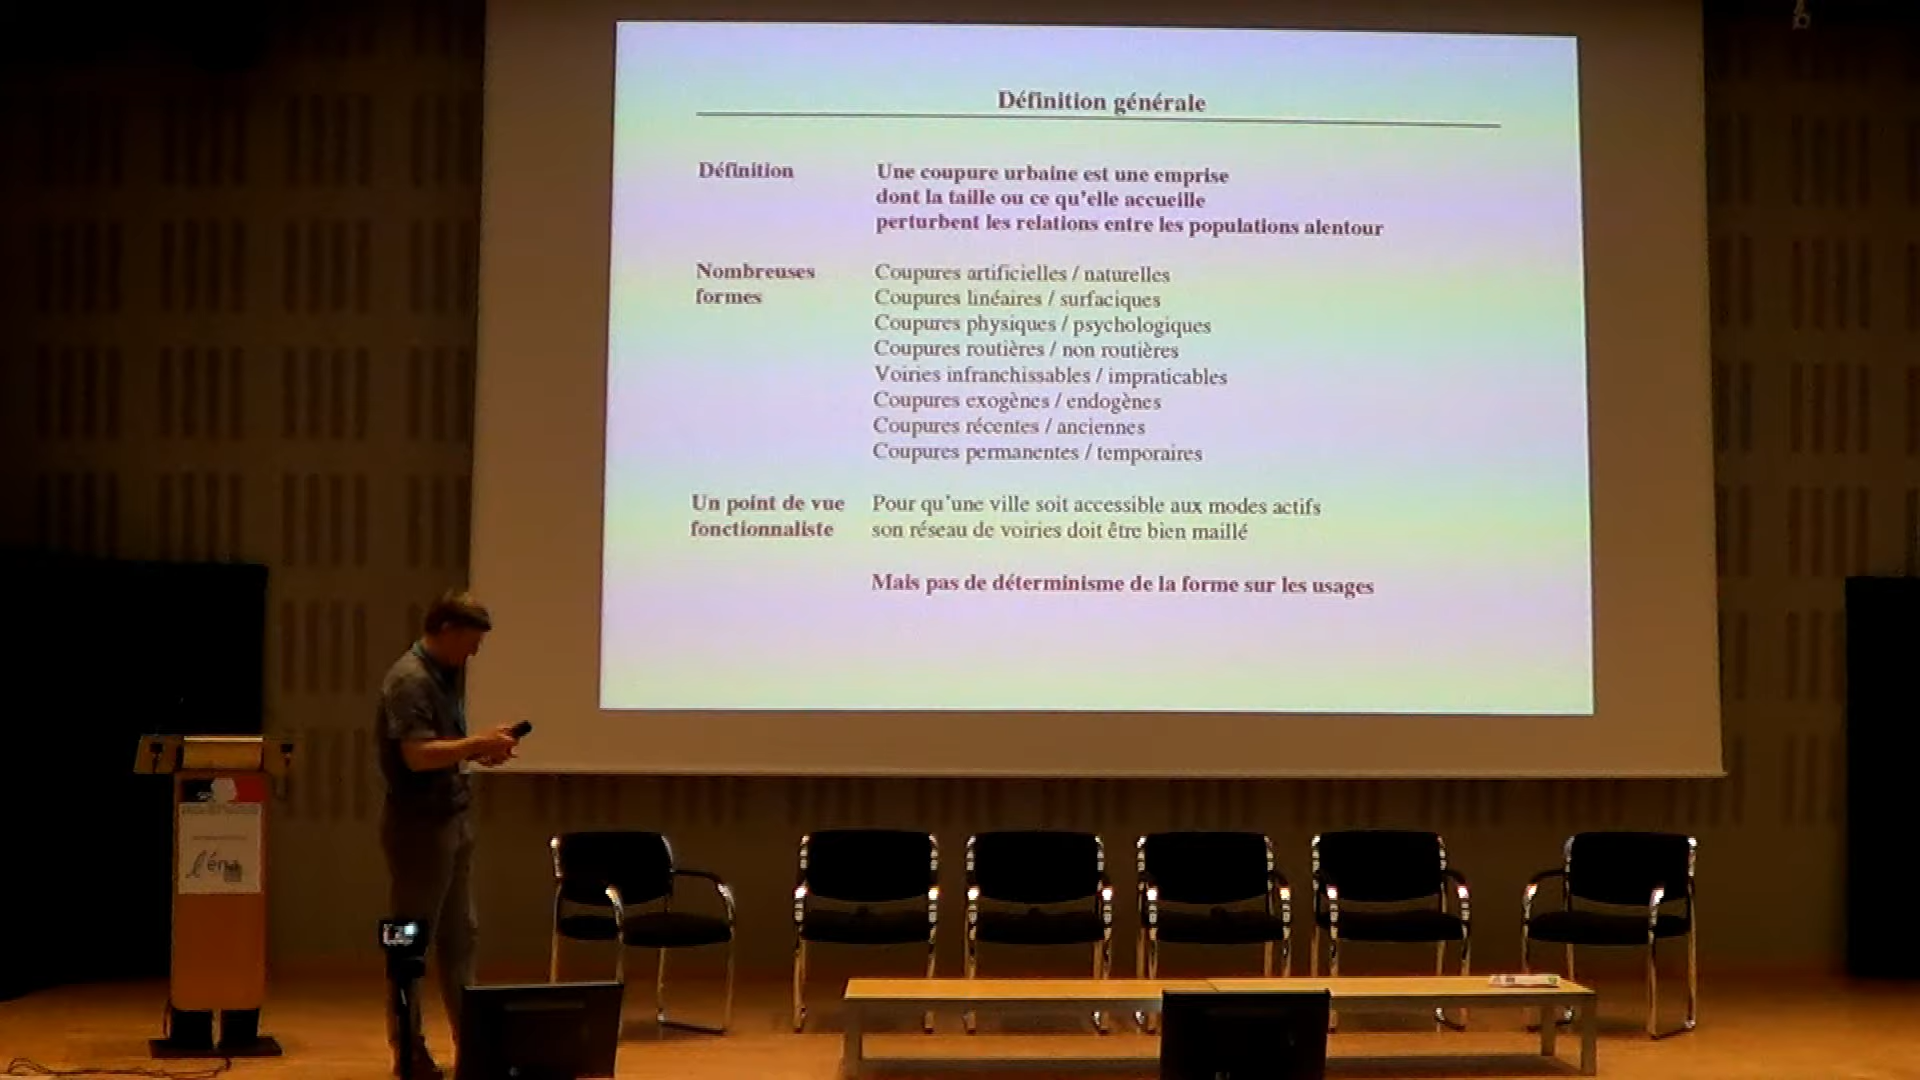 Définition générale
Définition
Une coupure urbaine est une emprise
dont la taille ou ce qu'elle accueille
perturbent les relations entre les populations alentour
Nombreuses
formes
Coupures artificielles / naturelles
Coupures linéaires / surfaciques
Coupures physiques / psychologiques
Coupures routières / non routières
Voiries infranchissables / impraticables
Coupures exogènes / endogènes
Coupures récentes / anciennes
Coupures permanentes / temporaires
Un point de vue
fonctionnaliste
Pour qu'une ville soit accessible aux modes actifs
son réseau de voiries doit être bien maillé
Mais pas de déterminisme de la forme sur les usages